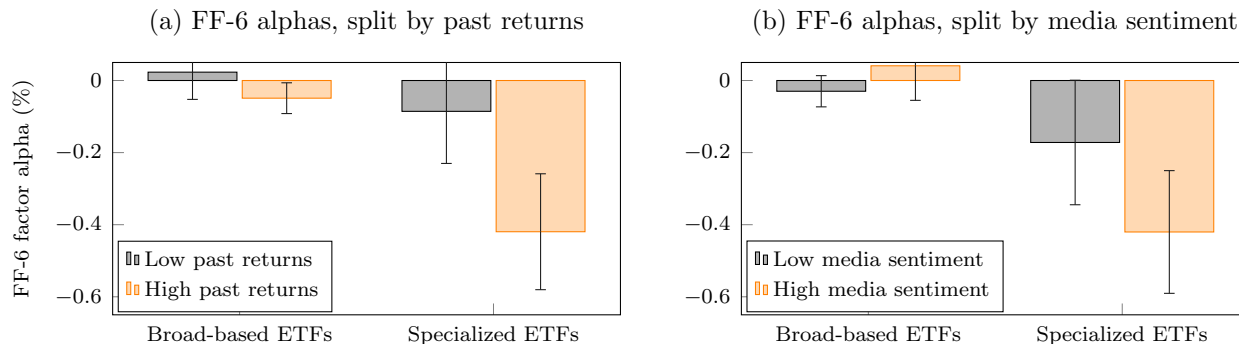 (a) FF-6 alphas, split by past returns
FF-6 factor alpha (%)
0
−0.2
−0.4
−0.6
Low past returns
High past returns
Broad-based ETFs
Specialized ETFs
(b) FF-6 alphas, split by media sentiment
0
−0.2
−0.4
−0.6
Low media sentiment
High media sentiment
Broad-based ETFs
Specialized ETFs